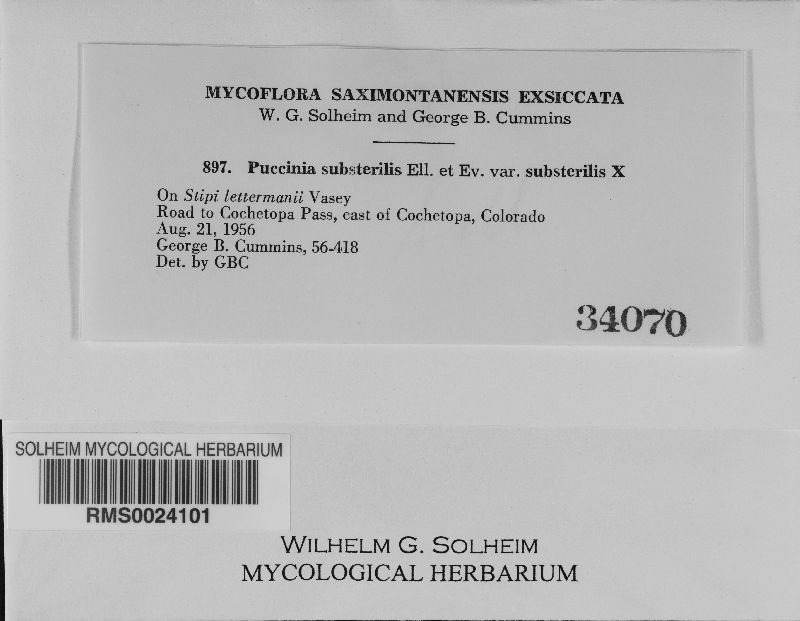 MYCOFLORA SAXIMONTANENSIS EXSICCATA
W. G. Solheim and George B. Cummins
897. Puccinia substerilis Ell. et Ev. var. substerilis X
On Stipi lettermanii Vasey
Road to Cochetopa Pass, east of Cochetopa, Colorado
Aug. 21, 1956
George B. Cummins, 56-418
Det. by GBC
34070
SOLHEIM MYCOLOGICAL HERBARIUM
RMS0024101
WILHELM G. SOLHEIM
MYCOLOGICAL HERBARIUM